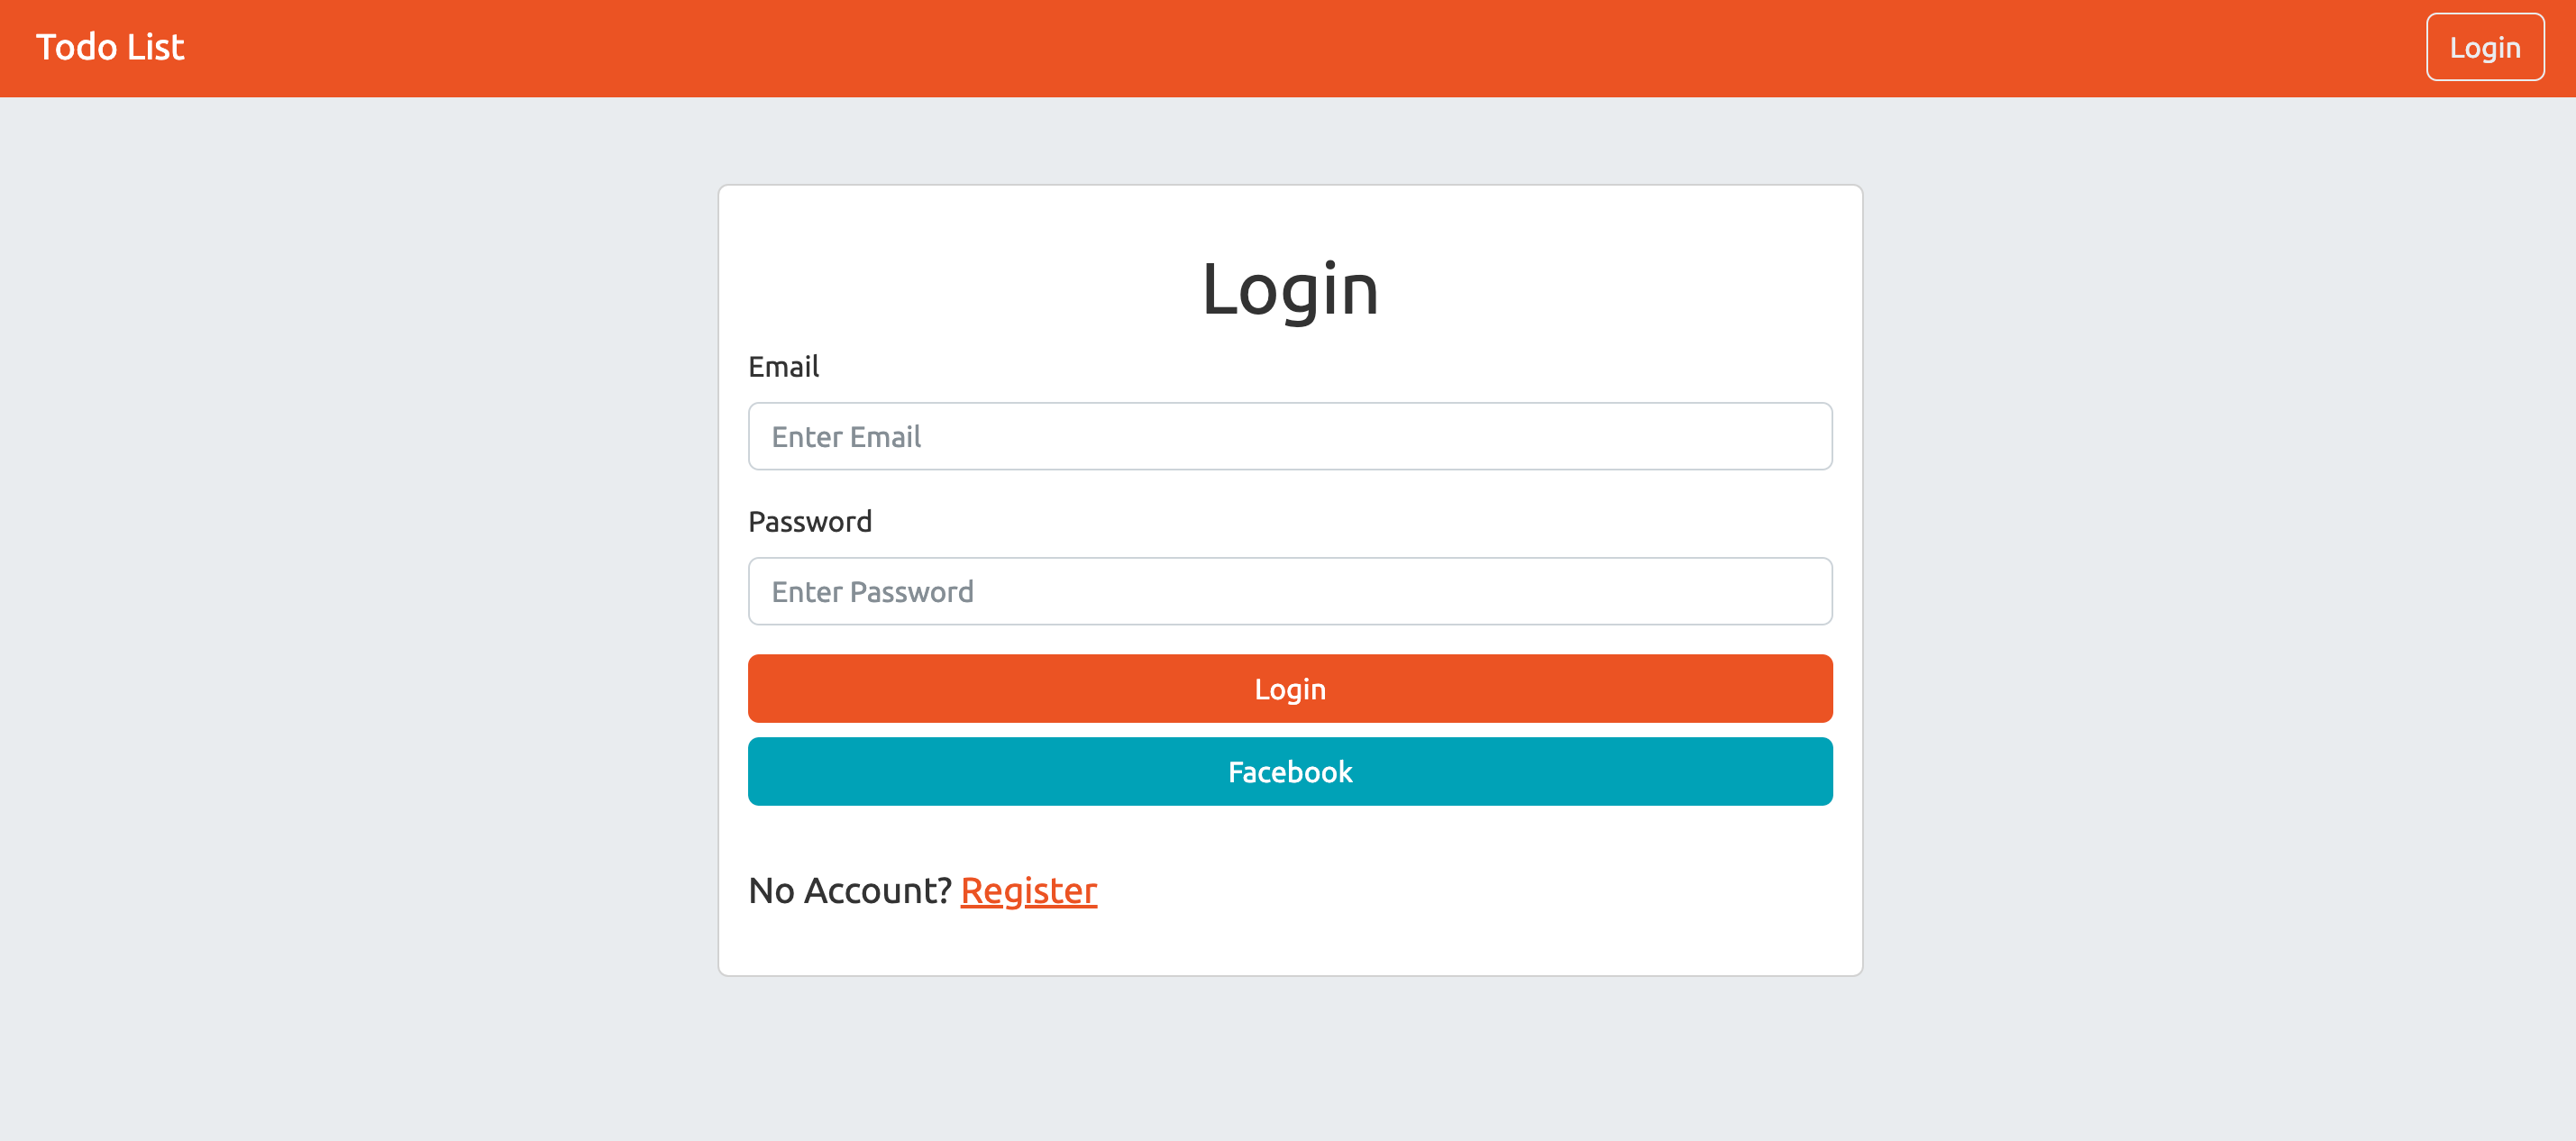 Todo List
Login
Login
Email
Enter Email
Password
Enter Password
Login
Facebook
No Account? Register